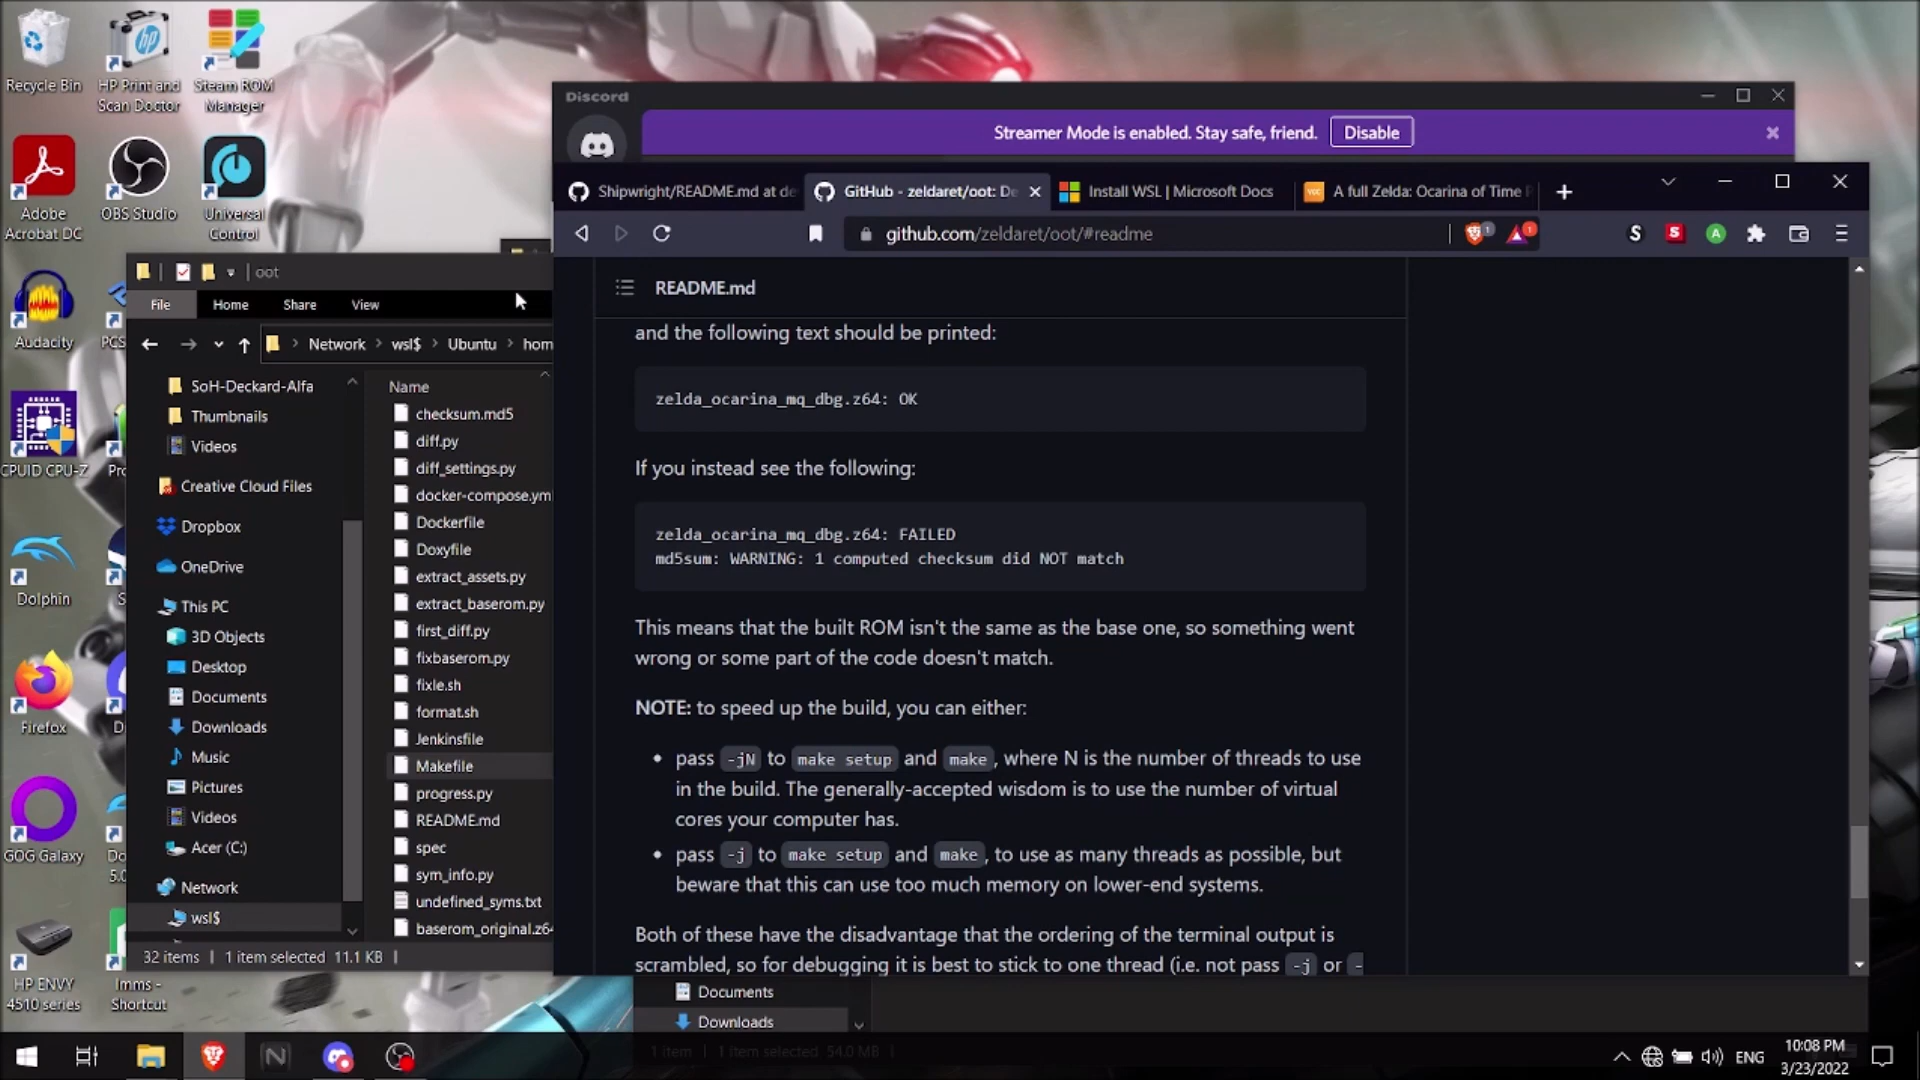 Recycle Bin
HP Print and
Scan Doctor
Steam ROM
Manager
Adobe
Acrobat DC
OBS Studio
Universal
Control
Audacity
CPUID CPU-Z
Dolphin
Firefox
GOG Galaxy
5.0
HP ENVY
4510 series
lmms -
Shortcut
oot
File
Home
Share
View
Network
wsl$
Ubuntu
hom
SoH-Deckard-Alfa
Thumbnails
Videos
Creative Cloud Files
Dropbox
OneDrive
This PC
3D Objects
Desktop
Documents
Downloads
Music
Pictures
Videos
Acer (C:)
Network
wsl$
Name
checksum.md5
diff.py
diff_settings.py
docker-compose.ym
Dockerfile
Doxyfile
extract_assets.py
extract_baserom.py
first_diff.py
fixbaserom.py
fixle.sh
format.sh
Jenkinsfile
Makefile
progress.py
README.md
spec
sym_info.py
undefined_syms.txt
baserom_original.z64
32 items
1 item selected 11.1 KB
Discord
Streamer Mode is enabled. Stay safe, friend.
Disable
Shipwright/README.md at de
GitHub - zeldaret/oot: De
Install WSL | Microsoft Docs
A full Zelda: Ocarina of Time P
github.com/zeldaret/oot/#readme
README.md
and the following text should be printed:
zelda_ocarina_mq_dbg.z64: OK
If you instead see the following:
zelda_ocarina_mq_dbg.z64: FAILED
md5sum: WARNING: 1 computed checksum did NOT match
This means that the built ROM isn't the same as the base one, so something went
wrong or some part of the code doesn't match.
NOTE: to speed up the build, you can either:
• pass -jN to make setup and make, where N is the number of threads to use
in the build. The generally-accepted wisdom is to use the number of virtual
cores your computer has.
• pass -j to make setup and make, to use as many threads as possible, but
beware that this can use too much memory on lower-end systems.
Both of these have the disadvantage that the ordering of the terminal output is
scrambled, so for debugging it is best to stick to one thread (i.e. not pass -j or -
Documents
Downloads
1 item
1 item selected 54.0 MB
ENG
10:08 PM
3/23/2022